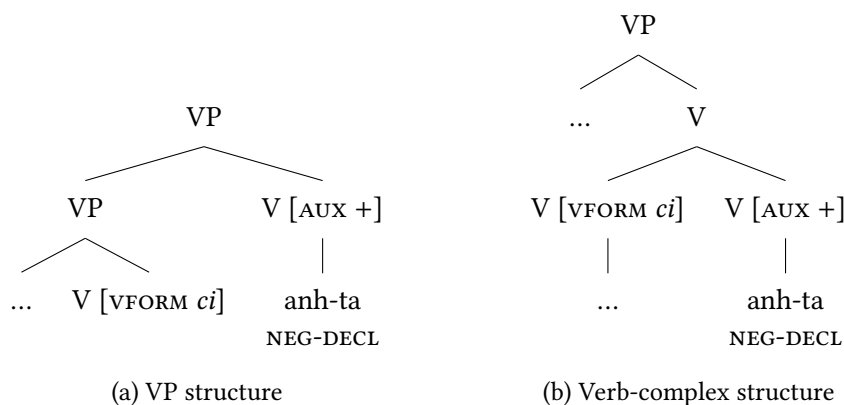 VP
... V
VP
VP V [AUX +] V [VFORM ci] V [AUX +]
... V [VFORM ci] anh-ta ... anh-ta
NEG-DECL NEG-DECL
(a) VP structure (b) Verb-complex structure